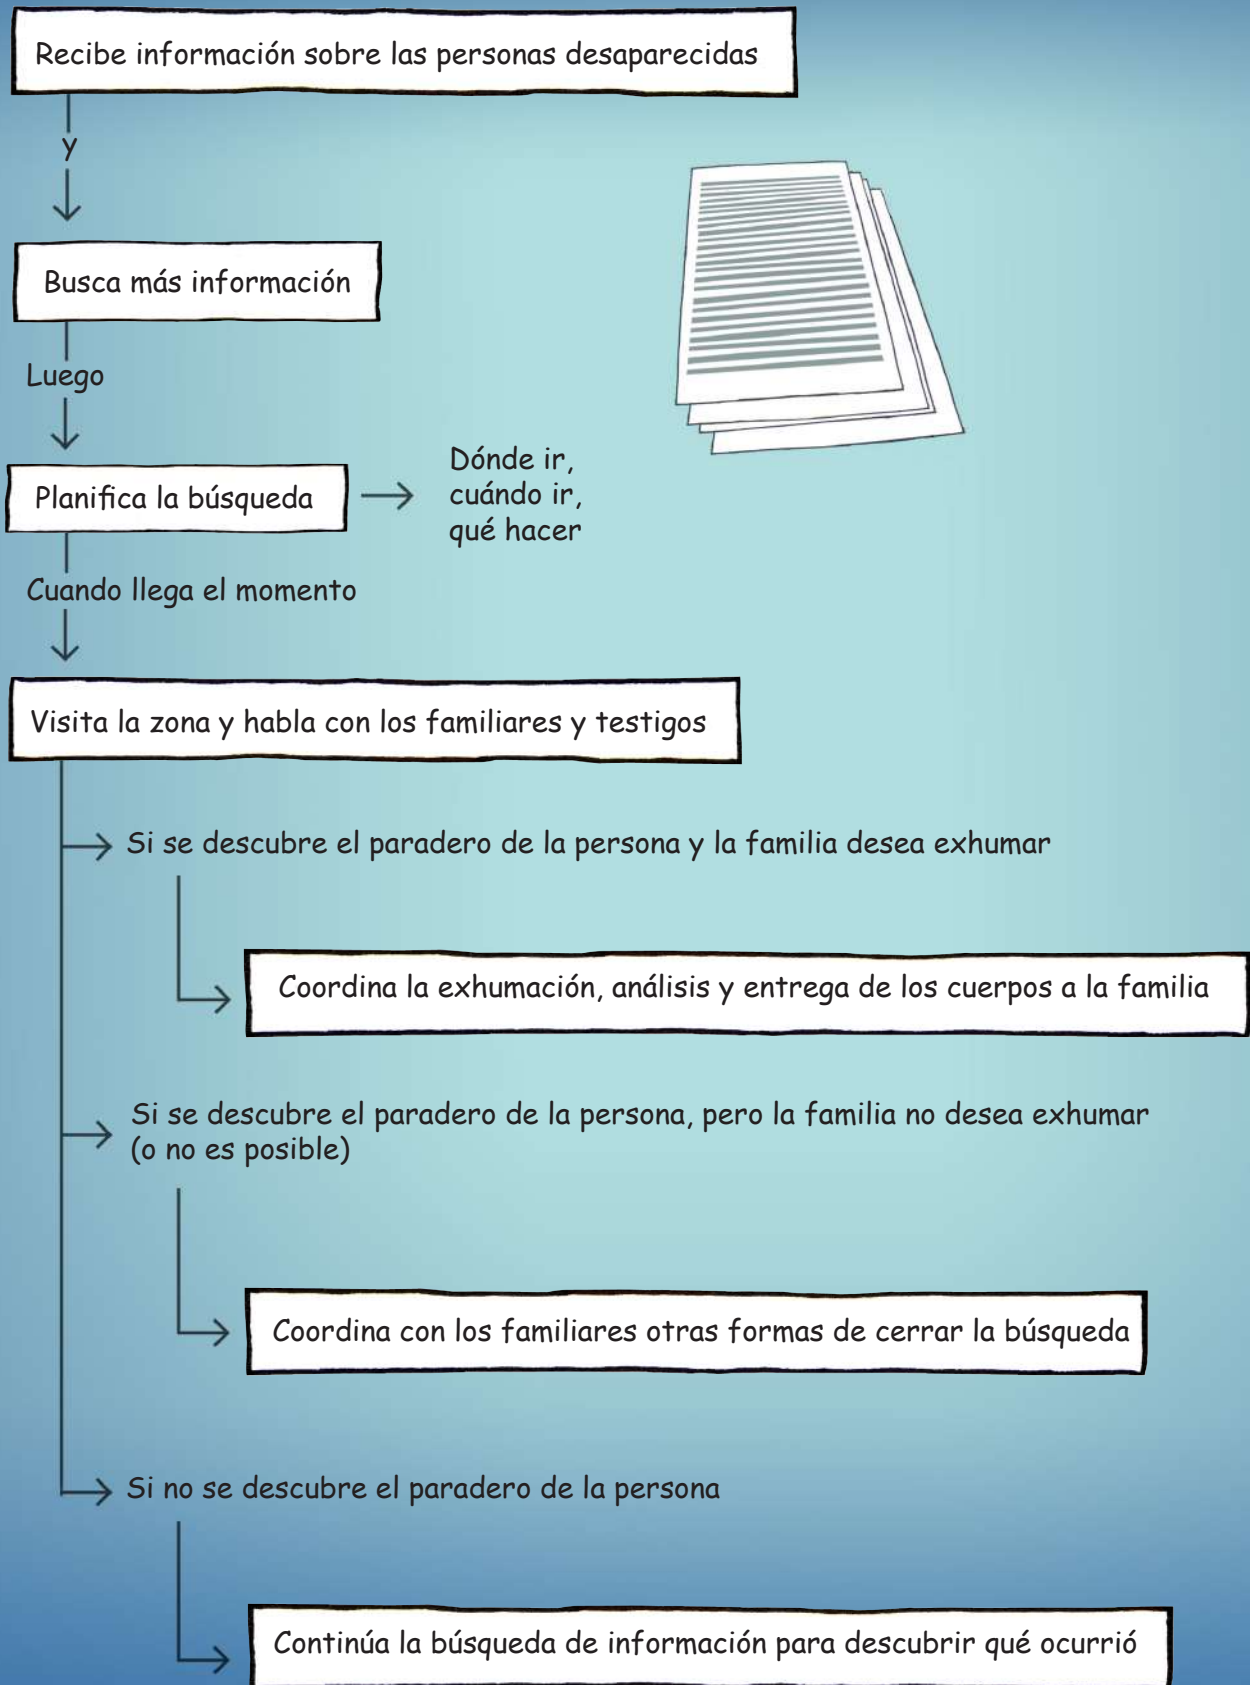 Recibe información sobre las personas desaparecidas
y
Busca más información
Luego
Planifica la búsqueda
Dónde ir,
cuándo ir,
qué hacer
Cuando llega el momento
Visita la zona y habla con los familiares y testigos
Si se descubre el paradero de la persona y la familia desea exhumar
Coordina la exhumación, análisis y entrega de los cuerpos a la familia
Si se descubre el paradero de la persona, pero la familia no desea exhumar
(o no es posible)
Coordina con los familiares otras formas de cerrar la búsqueda
Si no se descubre el paradero de la persona
Continúa la búsqueda de información para descubrir qué ocurrió